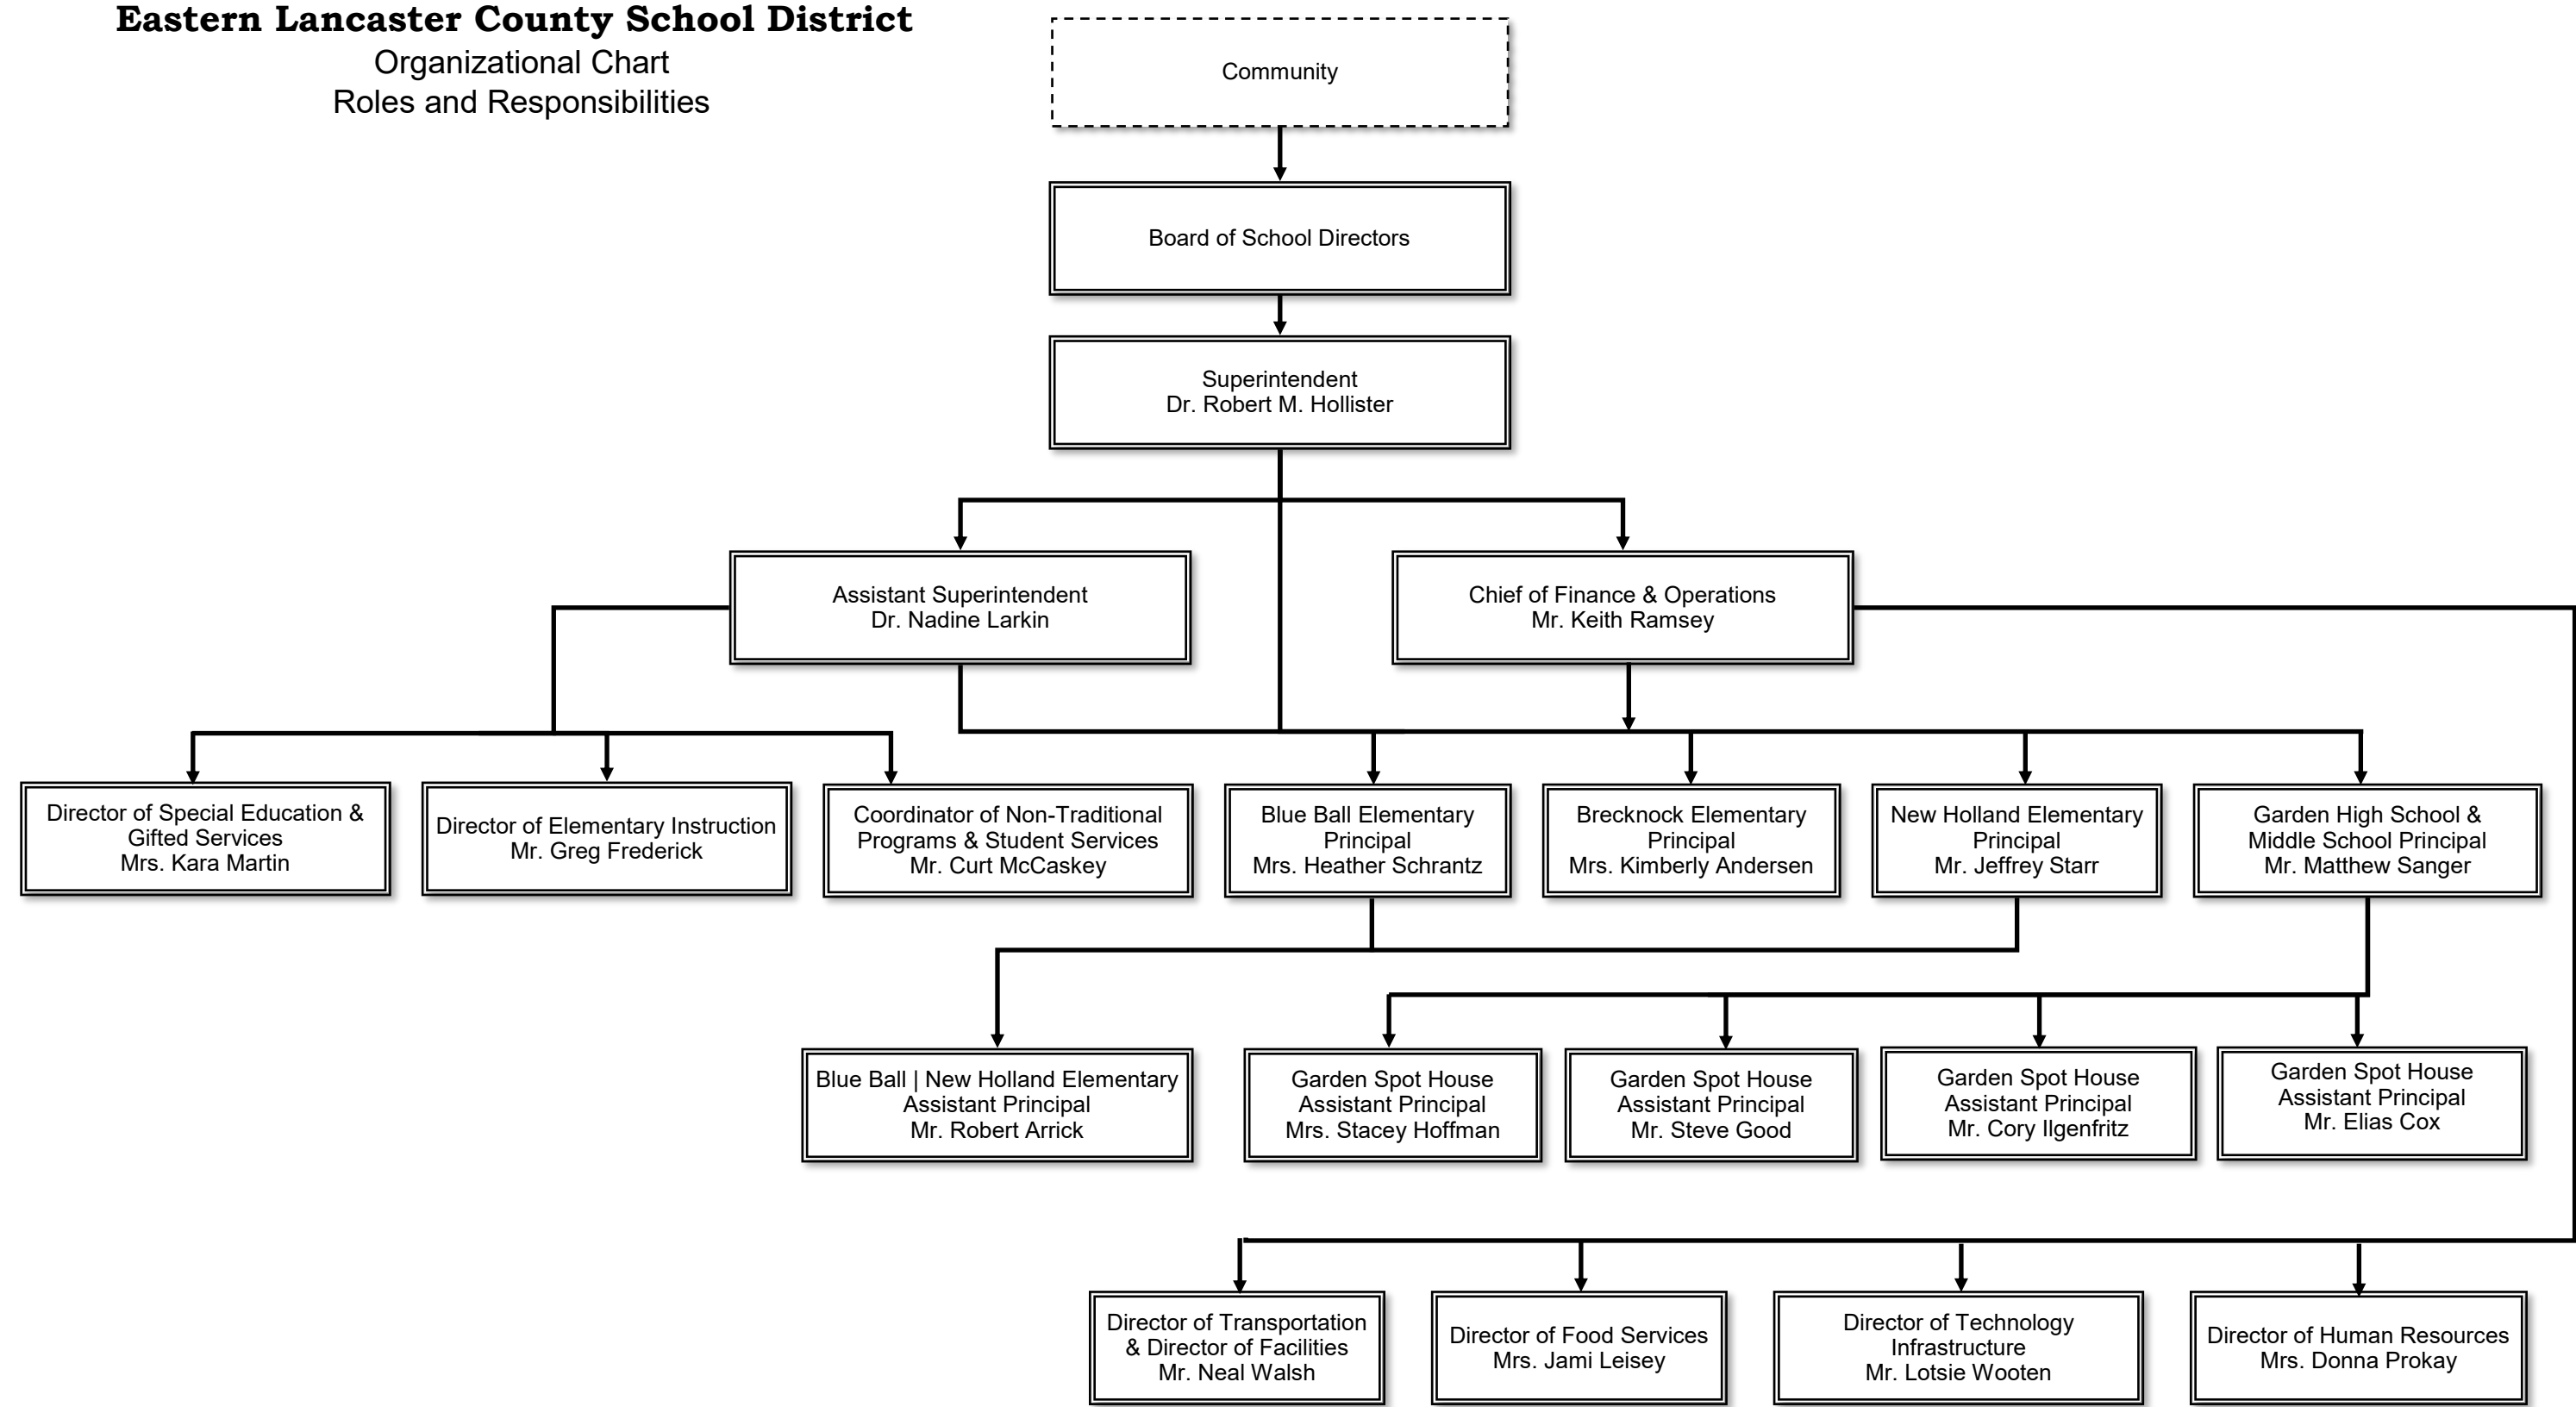 Eastern Lancaster County School District
Organizational Chart
Roles and Responsibilities
Community
Board of School Directors
Superintendent
Dr. Robert M. Hollister
Assistant Superintendent
Dr. Nadine Larkin
Chief of Finance & Operations
Mr. Keith Ramsey
Director of Special Education &
Gifted Services
Mrs. Kara Martin
Director of Elementary Instruction
Mr. Greg Frederick
Coordinator of Non-Traditional
Programs & Student Services
Mr. Curt McCaskey
Blue Ball Elementary
Principal
Mrs. Heather Schrantz
Brecknock Elementary
Principal
Mrs. Kimberly Andersen
New Holland Elementary
Principal
Mr. Jeffrey Starr
Garden High School &
Middle School Principal
Mr. Matthew Sanger
Blue Ball | New Holland Elementary
Assistant Principal
Mr. Robert Arrick
Garden Spot House
Assistant Principal
Mrs. Stacey Hoffman
Garden Spot House
Assistant Principal
Mr. Steve Good
Garden Spot House
Assistant Principal
Mr. Cory Ilgenfritz
Garden Spot House
Assistant Principal
Mr. Elias Cox
Director of Transportation
& Director of Facilities
Mr. Neal Walsh
Director of Food Services
Mrs. Jami Leisey
Director of Technology
Infrastructure
Mr. Lotsie Wooten
Director of Human Resources
Mrs. Donna Prokay